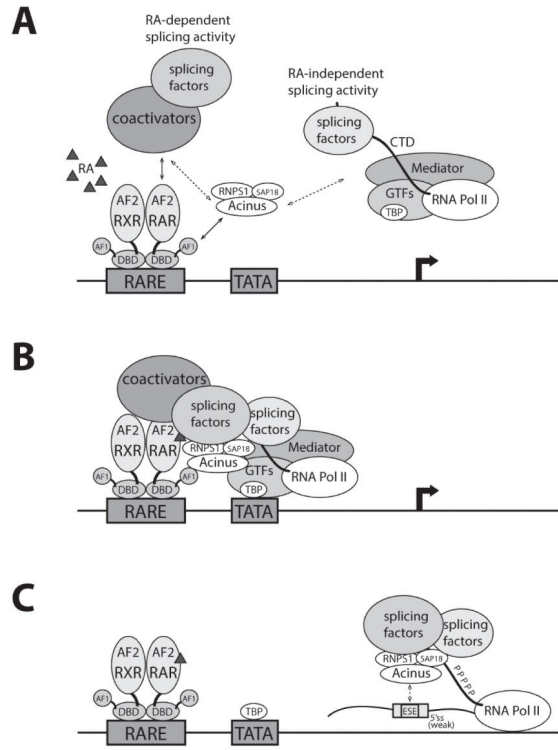 A
RA-dependent
splicing activity
splicing
factors
coactivators
RA-independent
splicing activity
splicing
factors
CTD
Mediator
GTFs
TBP
RNA Pol II
RA
RNPS1
SAP18
Acinus
AF2
RXR
AF2
RAR
AF1
DBD
DBD
AF1
RARE
TATA
B
coactivators
splicing
factors
splicing
factors
AF2
RXR
AF2
RAR
RNPS1
SAP18
Acinus
Mediator
GTFs
TBP
RNA Pol II
AF1
DBD
DBD
AF1
RARE
TATA
C
splicing
factors
splicing
factors
RNPS1
SAP18
Acinus
PPPPP
AF2
RXR
AF2
RAR
AF1
DBD
DBD
AF1
TBP
ESE
5'ss
(weak)
RNA Pol II
RARE
TATA